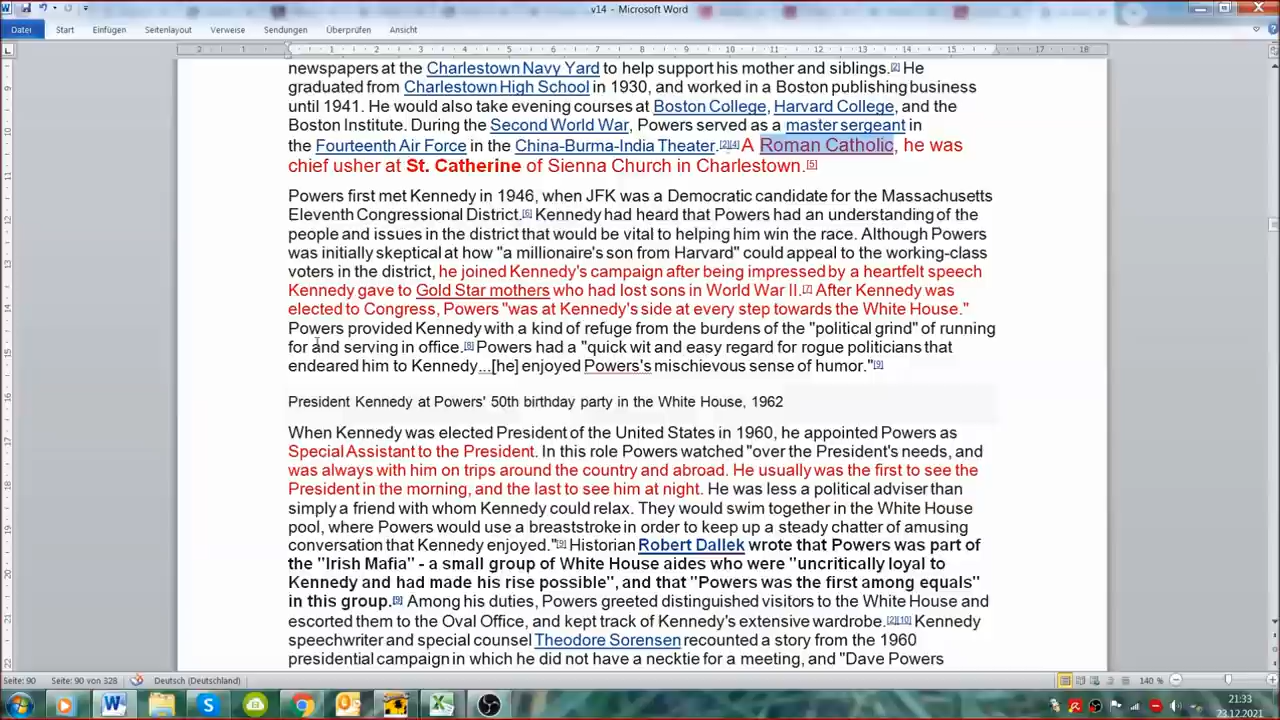 v14 - Microsoft Word
Datei Start Einfügen Seitenlayout Verweise Sendungen Überprüfen Ansicht
2 1 1 2 3 4 5 6 7 8 9 10 11 12 13 14 15 17 18
newspapers at the Charlestown Navy Yard to help support his mother and siblings.[2] He
graduated from Charlestown High School in 1930, and worked in a Boston publishing business
until 1941. He would also take evening courses at Boston College, Harvard College, and the
Boston Institute. During the Second World War, Powers served as a master sergeant in
the Fourteenth Air Force in the China-Burma-India Theater.[2][4] A Roman Catholic, he was
chief usher at St. Catherine of Sienna Church in Charlestown.[5]
Powers first met Kennedy in 1946, when JFK was a Democratic candidate for the Massachusetts
Eleventh Congressional District.[6] Kennedy had heard that Powers had an understanding of the
people and issues in the district that would be vital to helping him win the race. Although Powers
was initially skeptical at how "a millionaire's son from Harvard" could appeal to the working-class
voters in the district, he joined Kennedy's campaign after being impressed by a heartfelt speech
Kennedy gave to Gold Star mothers who had lost sons in World War II.[7] After Kennedy was
elected to Congress, Powers "was at Kennedy's side at every step towards the White House."
Powers provided Kennedy with a kind of refuge from the burdens of the "political grind" of running
for and serving in office.[8] Powers had a "quick wit and easy regard for rogue politicians that
endeared him to Kennedy...[he] enjoyed Powers's mischievous sense of humor."[9]
President Kennedy at Powers' 50th birthday party in the White House, 1962
When Kennedy was elected President of the United States in 1960, he appointed Powers as
Special Assistant to the President. In this role Powers watched "over the President's needs, and
was always with him on trips around the country and abroad. He usually was the first to see the
President in the morning, and the last to see him at night. He was less a political adviser than
simply a friend with whom Kennedy could relax. They would swim together in the White House
pool, where Powers would use a breaststroke in order to keep up a steady chatter of amusing
conversation that Kennedy enjoyed."[9] Historian Robert Dallek wrote that Powers was part of
the "Irish Mafia" - a small group of White House aides who were "uncritically loyal to
Kennedy and had made his rise possible", and that "Powers was the first among equals"
in this group.[9] Among his duties, Powers greeted distinguished visitors to the White House and
escorted them to the Oval Office, and kept track of Kennedy's extensive wardrobe.[2][10] Kennedy
speechwriter and special counsel Theodore Sorensen recounted a story from the 1960
presidential campaign in which he did not have a necktie for a meeting, and "Dave Powers
Seite: 90 Seite: 90 von 328 Deutsch (Deutschland) 140 %
21:33
23.12.2021